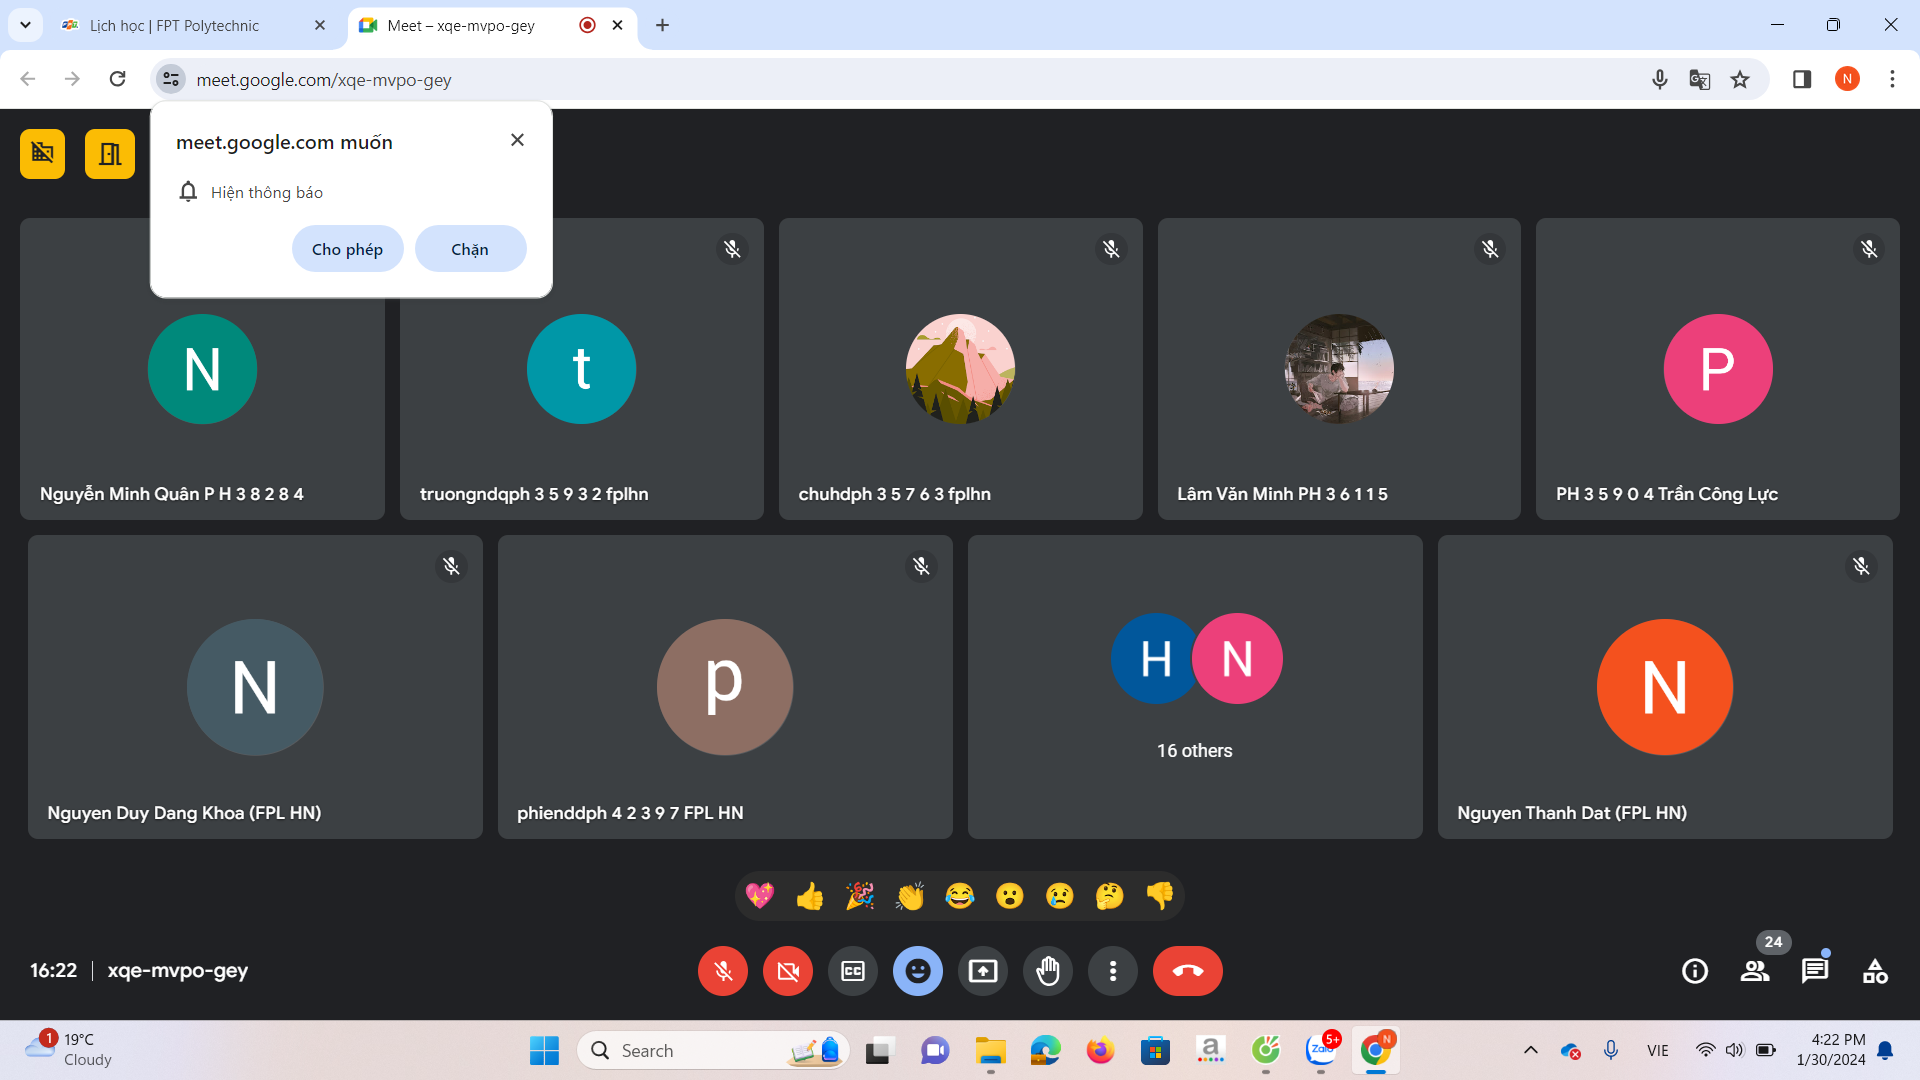 Lịch học | FPT Polytechnic
Meet – xqe-mvpo-gey
meet.google.com/xqe-mvpo-gey
N
meet.google.com muốn
Hiện thông báo
Cho phép
Chặn
N
t
P
Nguyễn Minh Quân P H 3 8 2 8 4
truongndqph 3 5 9 3 2 fplhn
chuhdph 3 5 7 6 3 fplhn
Lâm Văn Minh PH 3 6 1 1 5
PH 3 5 9 0 4 Trần Công Lực
N
p
H
N
16 others
N
Nguyen Duy Dang Khoa (FPL HN)
phienddph 4 2 3 9 7 FPL HN
Nguyen Thanh Dat (FPL HN)
16:22
xqe-mvpo-gey
CC
24
1
19°C
Cloudy
Search
a
Zalo
5+
N
VIE
4:22 PM
1/30/2024